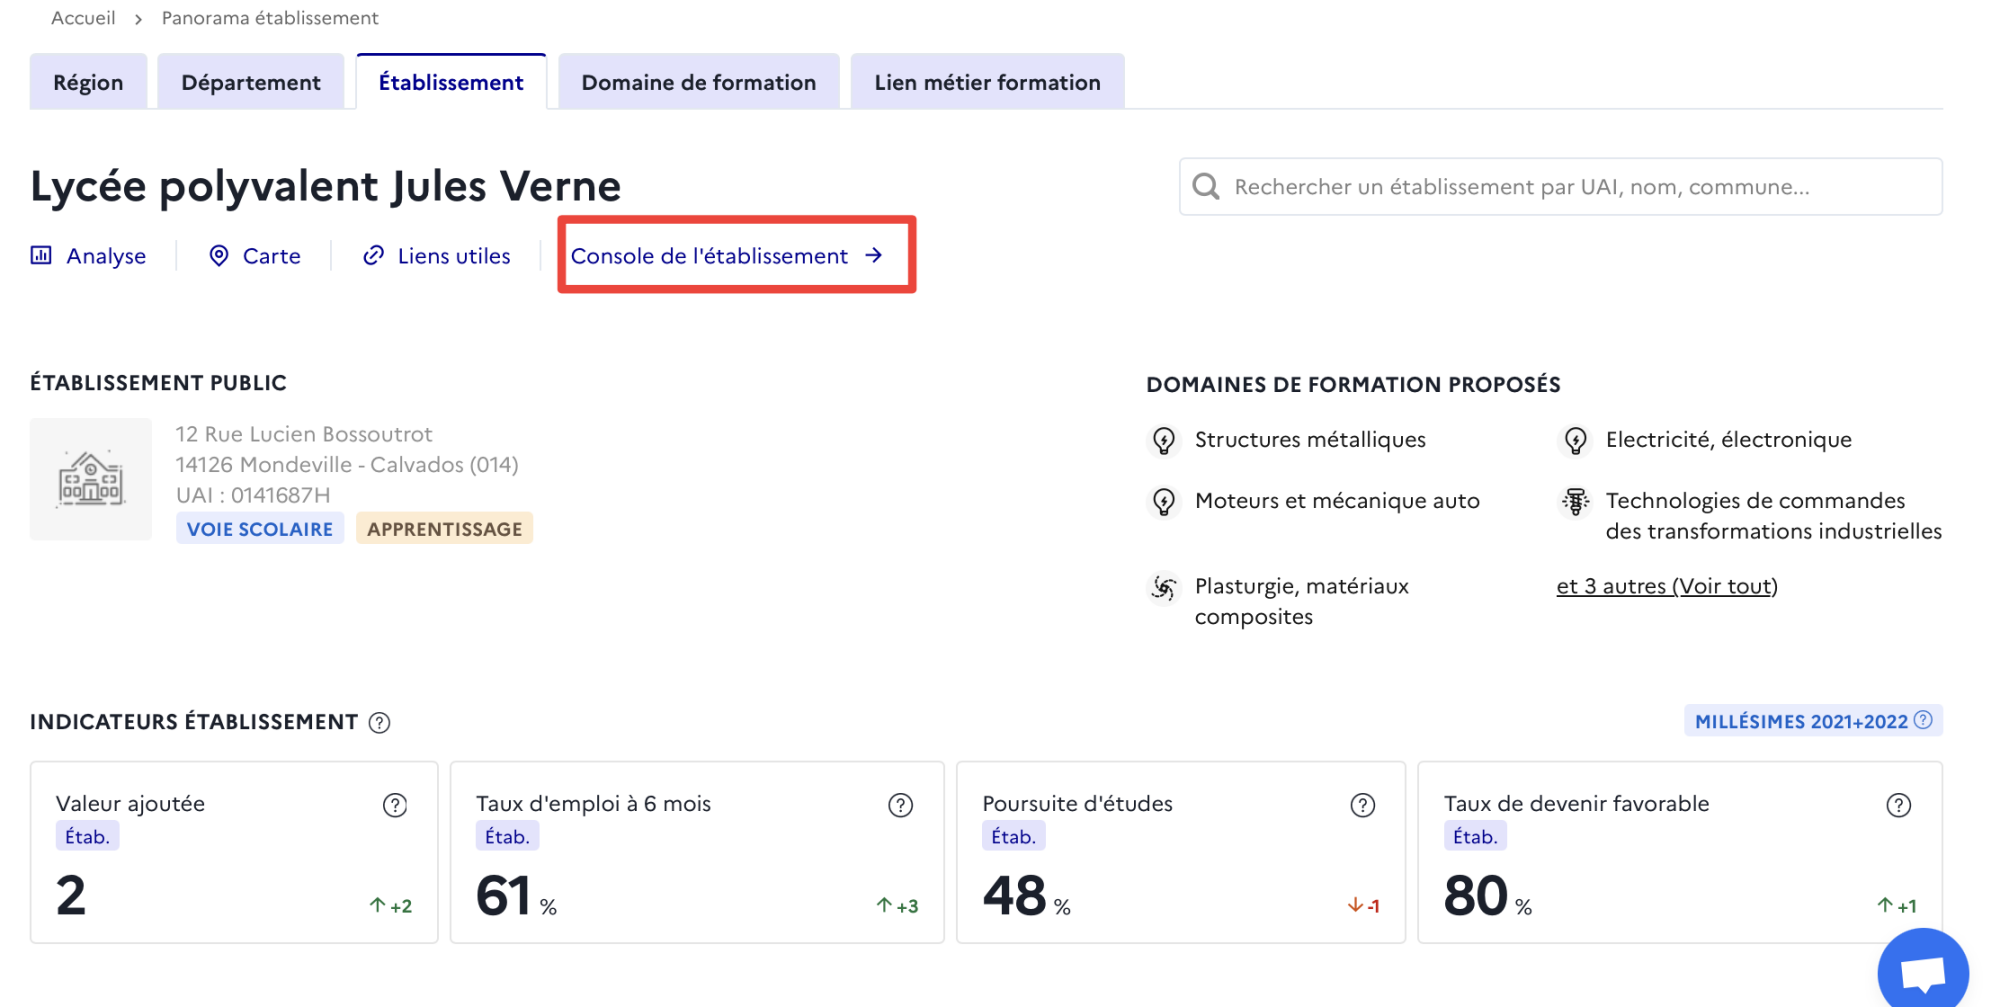 Accueil > Panorama établissement
Région Département Établissement Domaine de formation Lien métier formation
Lycée polyvalent Jules Verne
Rechercher un établissement par UAI, nom, commune...
Analyse Carte Liens utiles Console de l'établissement →
ÉTABLISSEMENT PUBLIC
12 Rue Lucien Bossoutrot
14126 Mondeville - Calvados (014)
UAI : 0141687H
VOIE SCOLAIRE APPRENTISSAGE
DOMAINES DE FORMATION PROPOSÉS
Structures métalliques
Electricité, électronique
Moteurs et mécanique auto
Technologies de commandes
des transformations industrielles
Plasturgie, matériaux
composites
et 3 autres (Voir tout)
INDICATEURS ÉTABLISSEMENT ?
MILLÉSIMES 2021+2022 ?
Valeur ajoutée ?
Étab.
2 ↑ +2
Taux d'emploi à 6 mois ?
Étab.
61 % ↑ +3
Poursuite d'études ?
Étab.
48 % ↓ -1
Taux de devenir favorable ?
Étab.
80 % ↑ +1